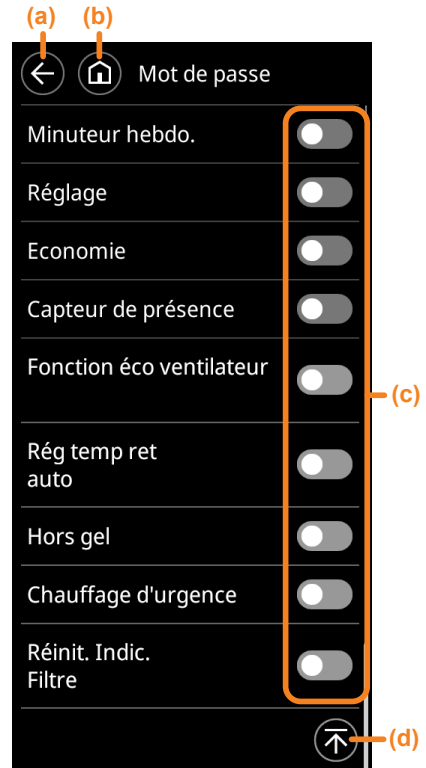 (a) (b)
Mot de passe
Minuteur hebdo.
Réglage
Economie
Capteur de présence
Fonction éco ventilateur
(c)
Rég temp ret
auto
Hors gel
Chauffage d'urgence
Réinit. Indic.
Filtre
(d)